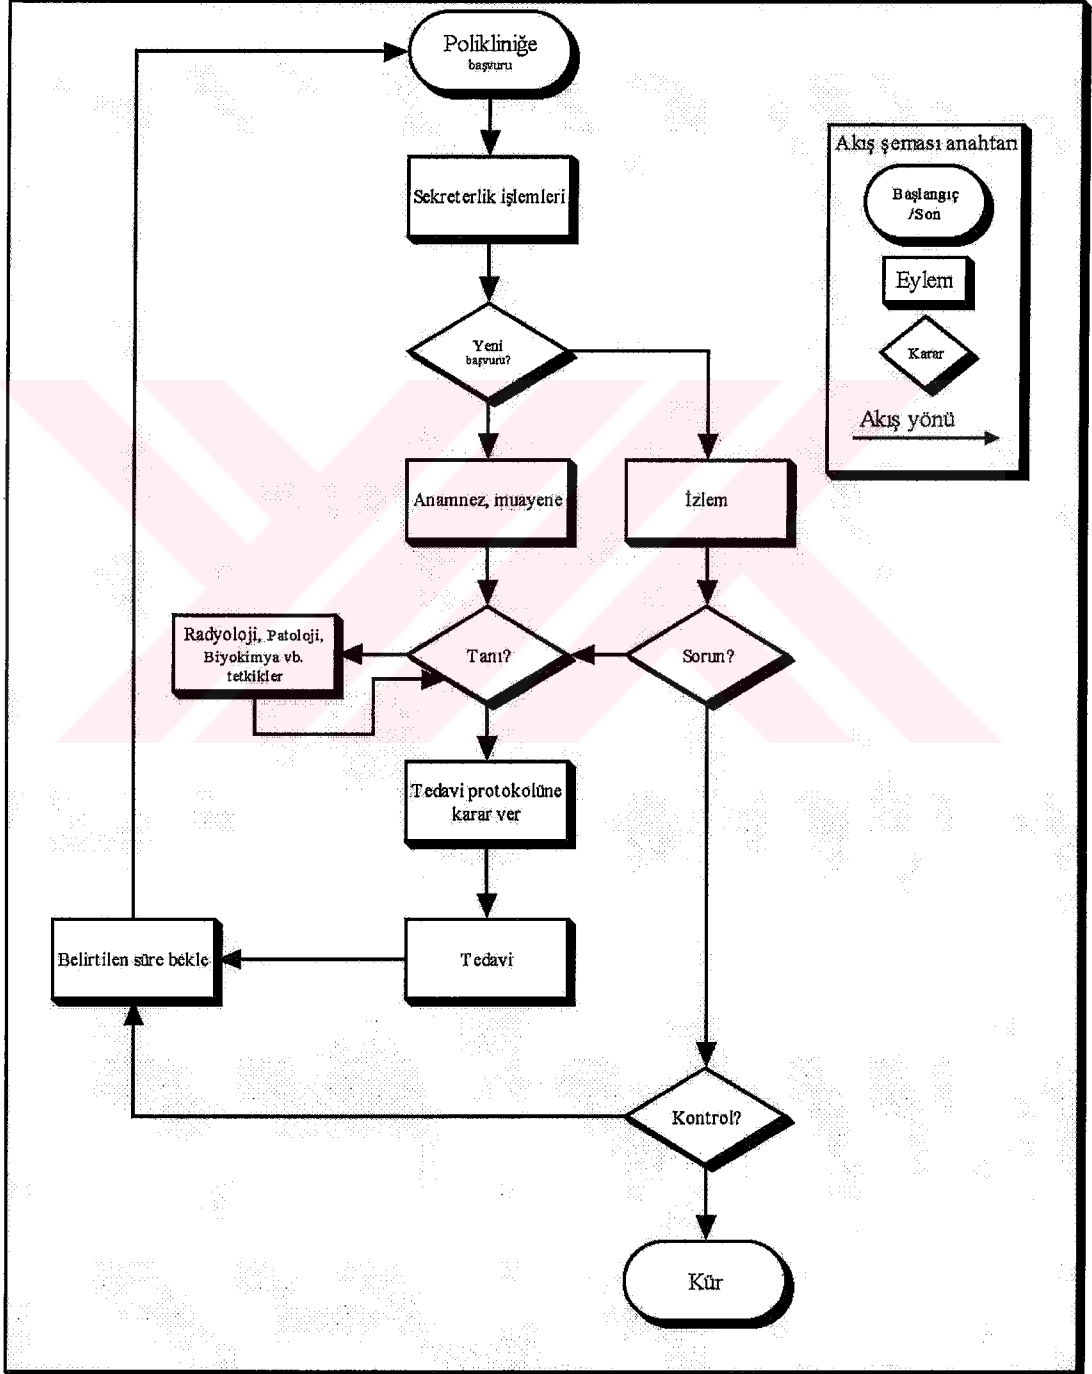 Polikliniğe
başvuru
Sekreterlik işlemleri
Yeni
başvuru?
Anamnez, muayene
İzlem
Radyoloji, Patoloji,
Biyokimya vb.
tetkikler
Tanı?
Sorun?
Tedavi protokolüne
karar ver
Belirtilen süre bekle
Tedavi
Kontrol?
Kür
Akış şeması anahtarı
Başlangıç
/Son
Eylem
Karar
Akış yönü